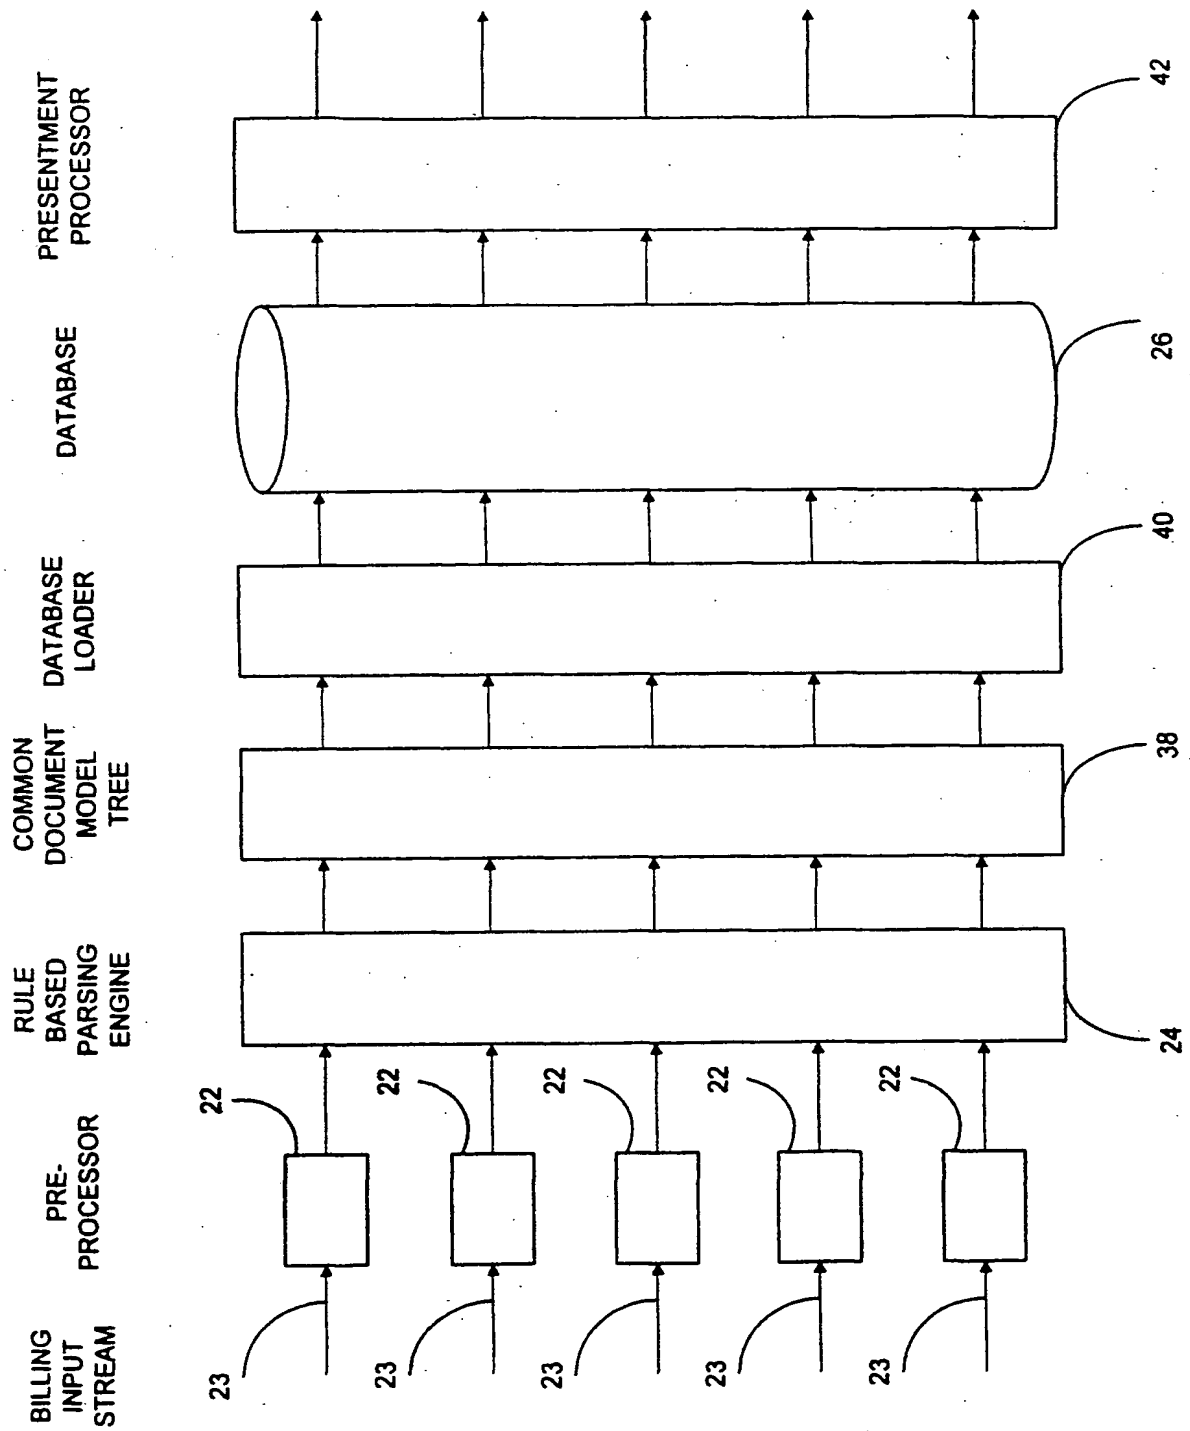 BILLING
INPUT
STREAM
PRE-
PROCESSOR
RULE
BASED
PARSING
ENGINE
COMMON
DOCUMENT
MODEL
TREE
DATABASE
LOADER
DATABASE
PRESENTMENT
PROCESSOR
23
22
23
22
23
22
23
22
23
22
24
38
40
26
42